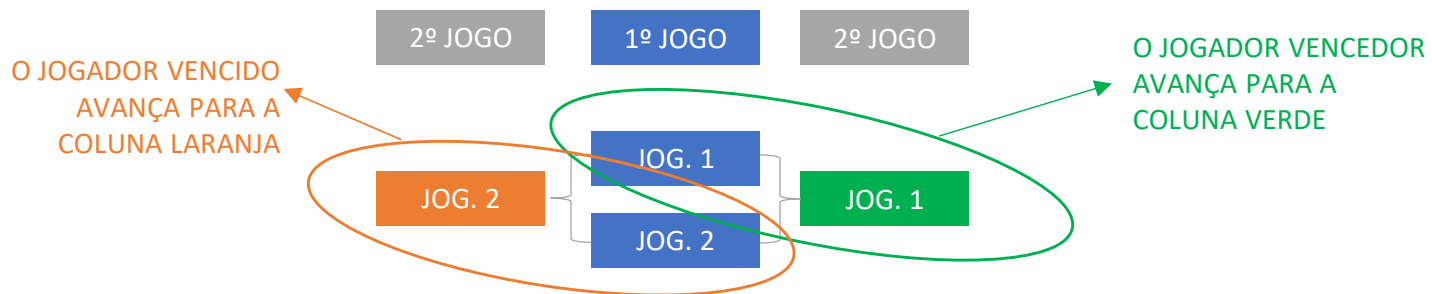 2º JOGO
1º JOGO
2º JOGO
O JOGADOR VENCIDO
AVANÇA PARA A
COLUNA LARANJA
O JOGADOR VENCEDOR
AVANÇA PARA A
COLUNA VERDE
JOG. 1
JOG. 2
JOG. 1
JOG. 2